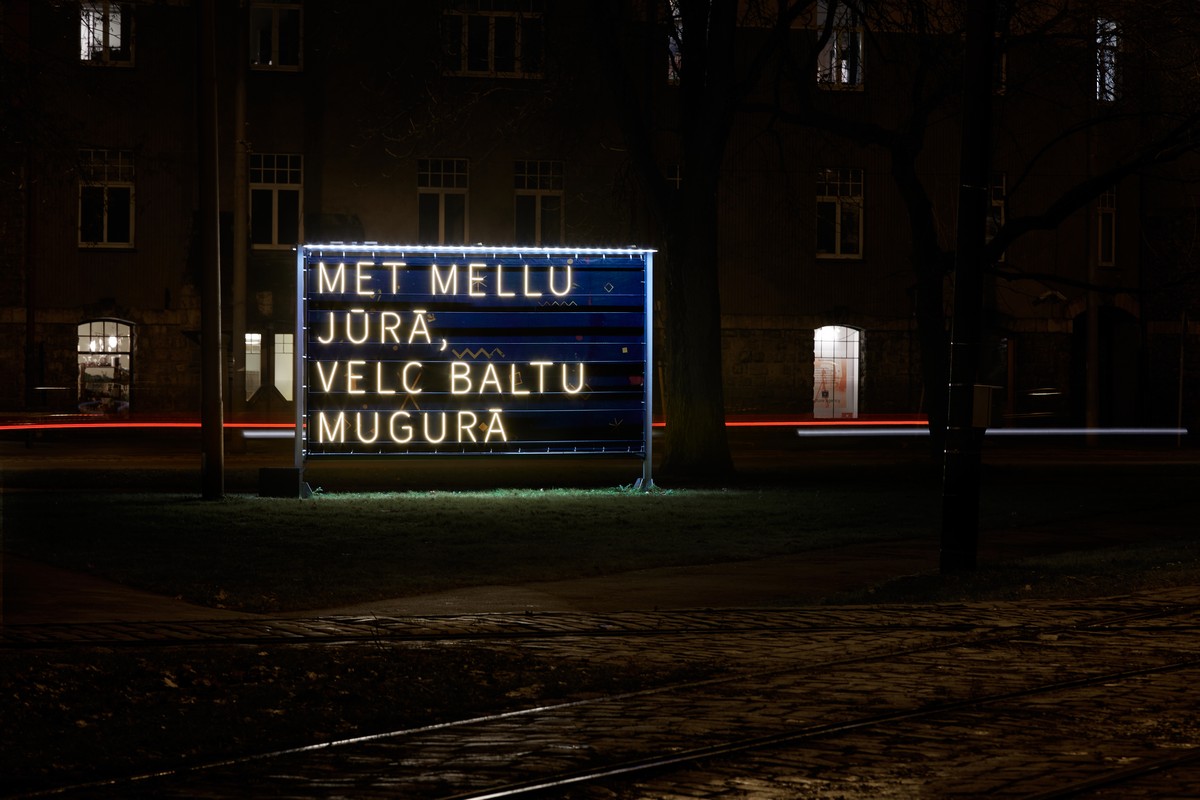 MET MELLU
JŪRĀ,
VELC BALTU
MUGURĀ